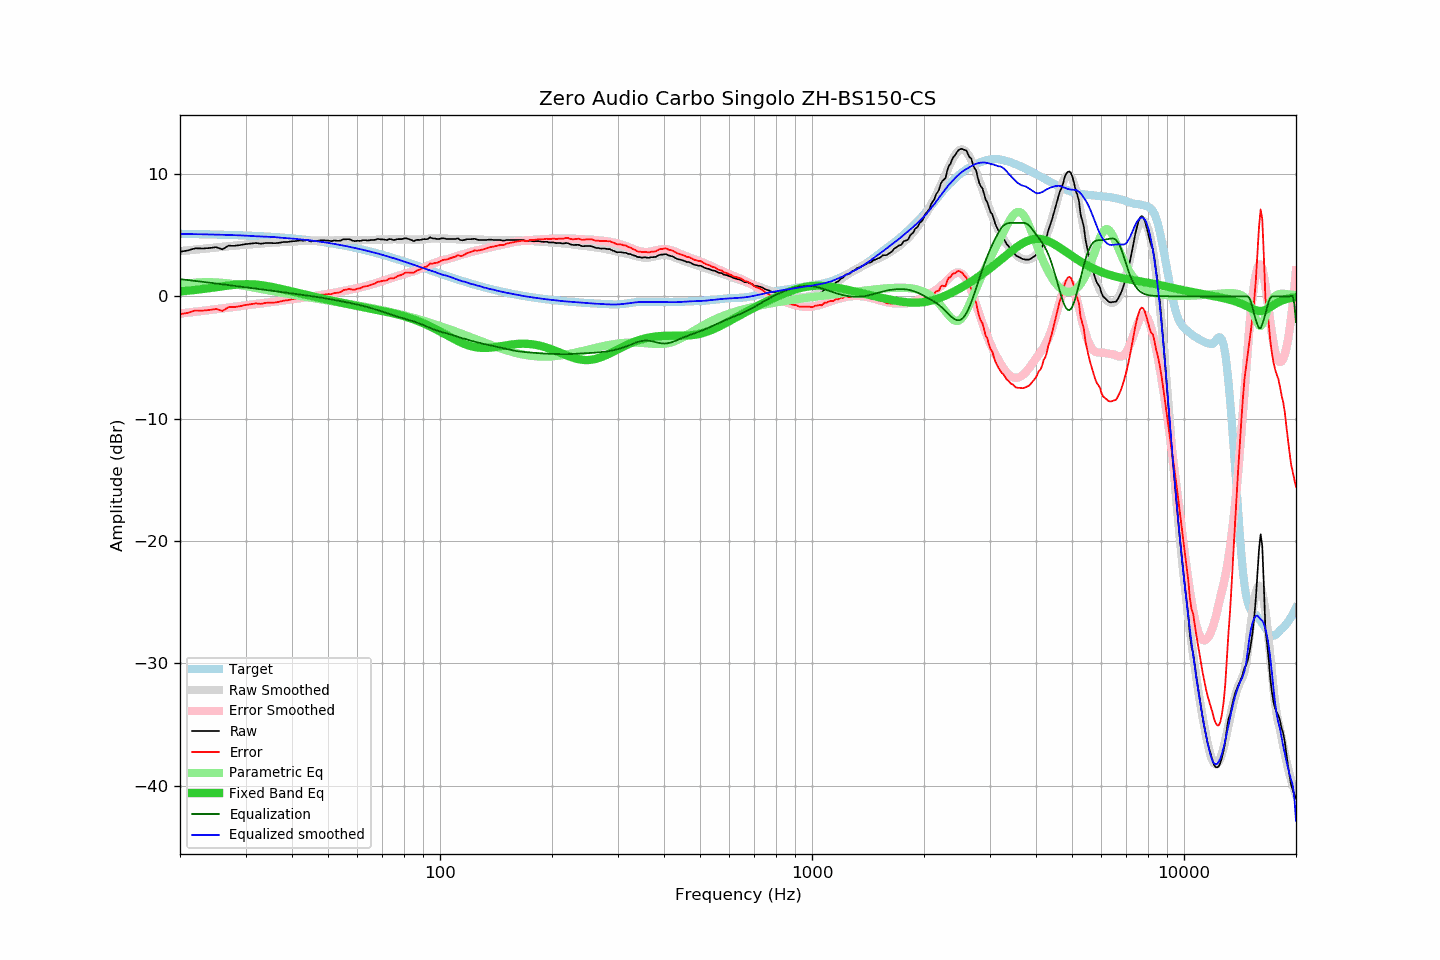 Zero Audio Carbo Singolo ZH-BS150-CS
10
0
−10
−20
−30
−40
Amplitude (dBr)
Target
Raw Smoothed
Error Smoothed
Raw
Error
Parametric Eq
Fixed Band Eq
Equalization
Equalized smoothed
100
1000
10000
Frequency (Hz)